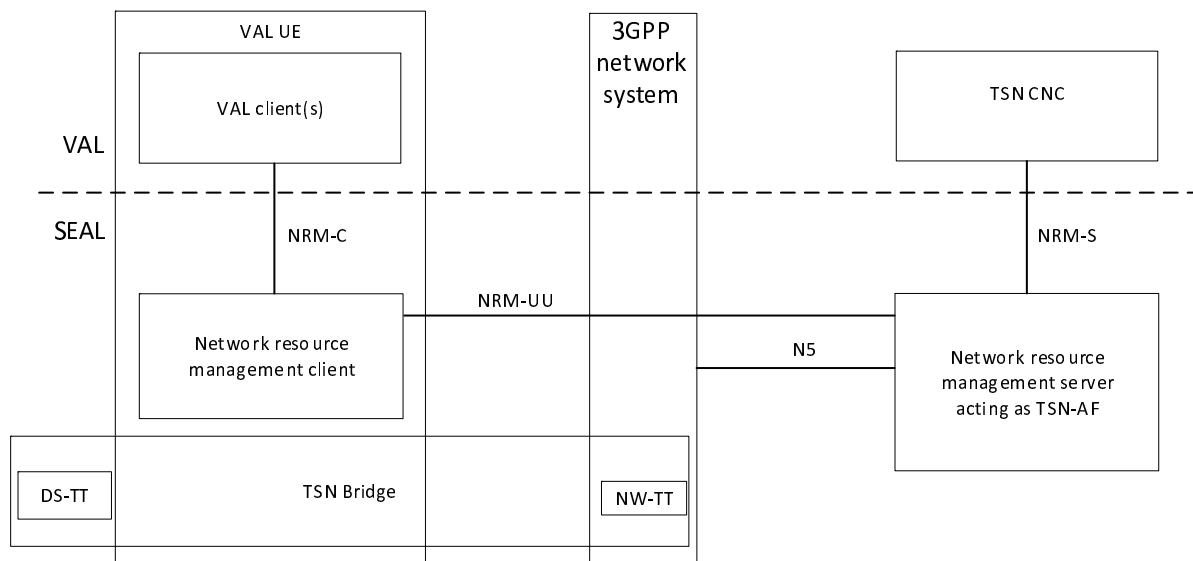 VAL UE
3GPP
network
system
VAL client(s)
TSN CNC
VAL
SEAL
NRM-C
NRM-S
NRM-UU
Network resource
management client
N5
Network resource
management server
acting as TSN-AF
DS-TT
TSN Bridge
NW-TT